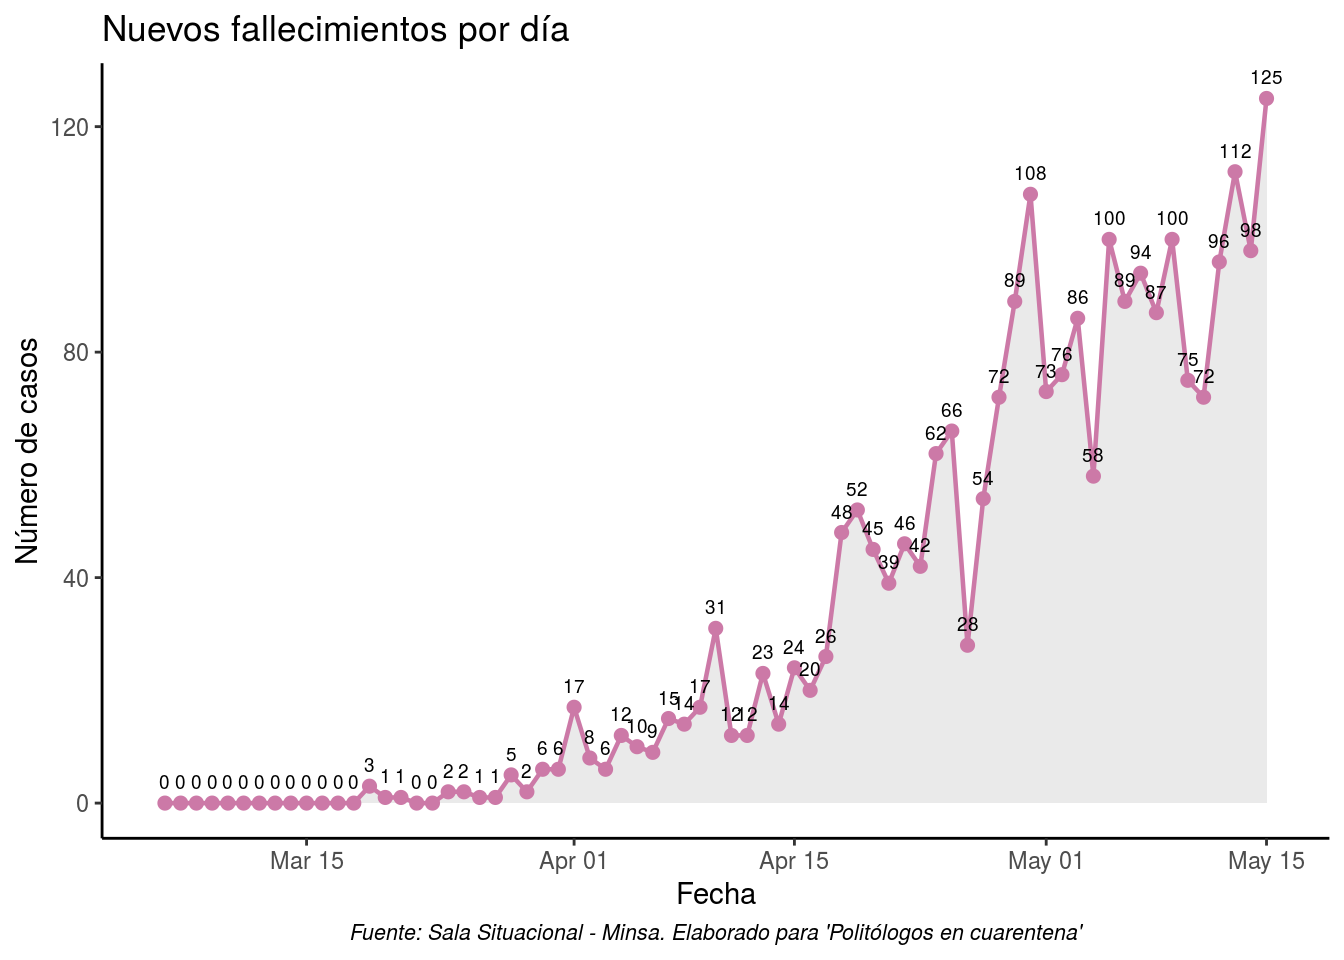 Nuevos fallecimientos por día
Número de casos
120
80
40
0
0 0 0 0 0 0 0 0 0 0 0 0 0 3 1 1 0 0 2 2 1 1 5 2 6 6 17 8 6 12 10 9 15 14 17 31 12 12 23 14 24 20 26 48 52 45 39 46 42 62 66 28 54 72 89 108 73 76 86 58 100 89 94 87 100 75 72 96 112 98 125
Mar 15 Apr 01 Apr 15 May 01 May 15
Fecha
Fuente: Sala Situacional - Minsa. Elaborado para 'Politólogos en cuarentena'